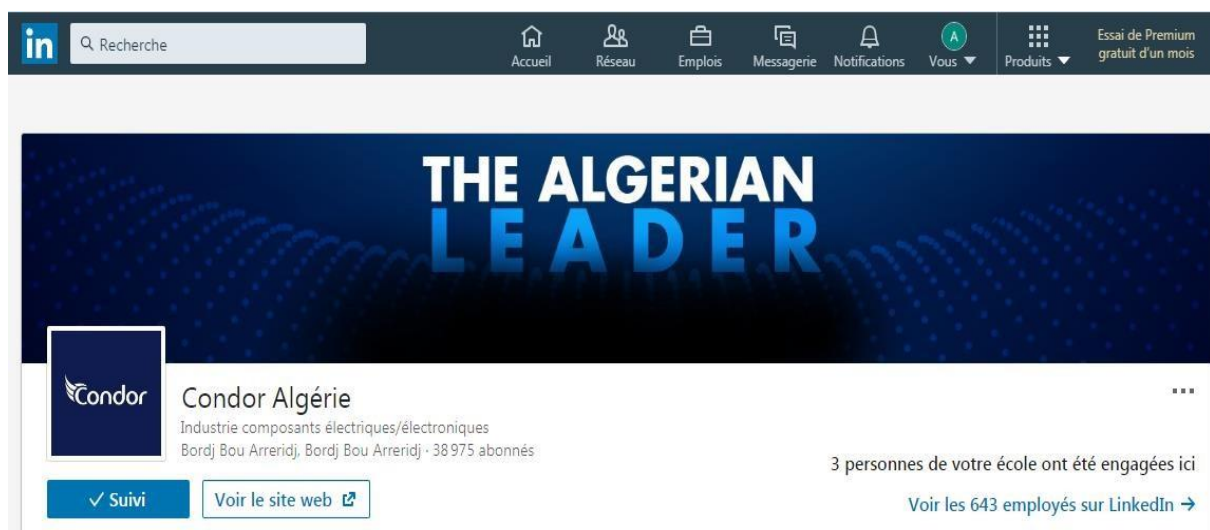 in
Recherche
Accueil
Réseau
Emplois
Messagerie
Notifications
A
Vous
Produits
Essai de Premium
gratuit d'un mois
THE ALGERIAN
LEADER
Condor
Condor Algérie
Industrie composants électriques/électroniques
Bordj Bou Arreridj, Bordj Bou Arreridj · 38 975 abonnés
3 personnes de votre école ont été engagées ici
✓ Suivi
Voir le site web
Voir les 643 employés sur LinkedIn →